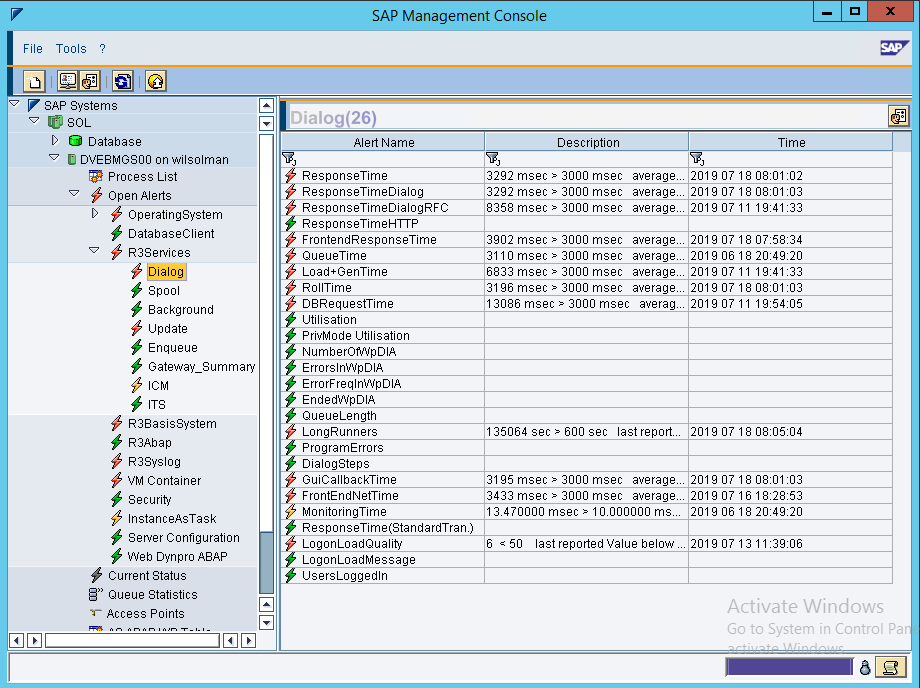 SAP Management Console
File Tools ?
SAP
SAP Systems
SOL
Database
DVEBMGS00 on wilsolman
Process List
Open Alerts
OperatingSystem
DatabaseClient
R3Services
Dialog
Spool
Background
Update
Enqueue
Gateway_Summary
ICM
ITS
R3BasisSystem
R3Abap
R3Syslog
VM Container
Security
InstanceAsTask
Server Configuration
Web Dynpro ABAP
Current Status
Queue Statistics
Access Points
Dialog(26)
Alert Name Description Time
ResponseTime 3292 msec > 3000 msec average... 2019 07 18 08:01:02
ResponseTimeDialog 3292 msec > 3000 msec average... 2019 07 18 08:01:03
ResponseTimeDialogRFC 8358 msec > 3000 msec average... 2019 07 11 19:41:33
ResponseTimeHTTP
FrontendResponseTime 3902 msec > 3000 msec average... 2019 07 18 07:58:34
QueueTime 3110 msec > 3000 msec average... 2019 06 18 20:49:20
Load+GenTime 6833 msec > 3000 msec average... 2019 07 11 19:41:33
RollTime 3196 msec > 3000 msec average... 2019 07 18 08:01:03
DBRequestTime 13086 msec > 3000 msec averag... 2019 07 11 19:54:05
Utilisation
PrivMode Utilisation
NumberOfWpDIA
ErrorsInWpDIA
ErrorFreqInWpDIA
EndedWpDIA
QueueLength
LongRunners 135064 sec > 600 sec last report... 2019 07 18 08:05:04
ProgramErrors
DialogSteps
GuiCallbackTime 3195 msec > 3000 msec average... 2019 07 18 08:01:03
FrontEndNetTime 3433 msec > 3000 msec average... 2019 07 16 18:28:53
MonitoringTime 13.470000 msec > 10.000000 ms... 2019 06 18 20:49:20
ResponseTime(StandardTran.)
LogonLoadQuality 6 < 50 last reported Value below ... 2019 07 13 11:39:06
LogonLoadMessage
UsersLoggedIn
Activate Windows
Go to System in Control Pan
activate Windows.